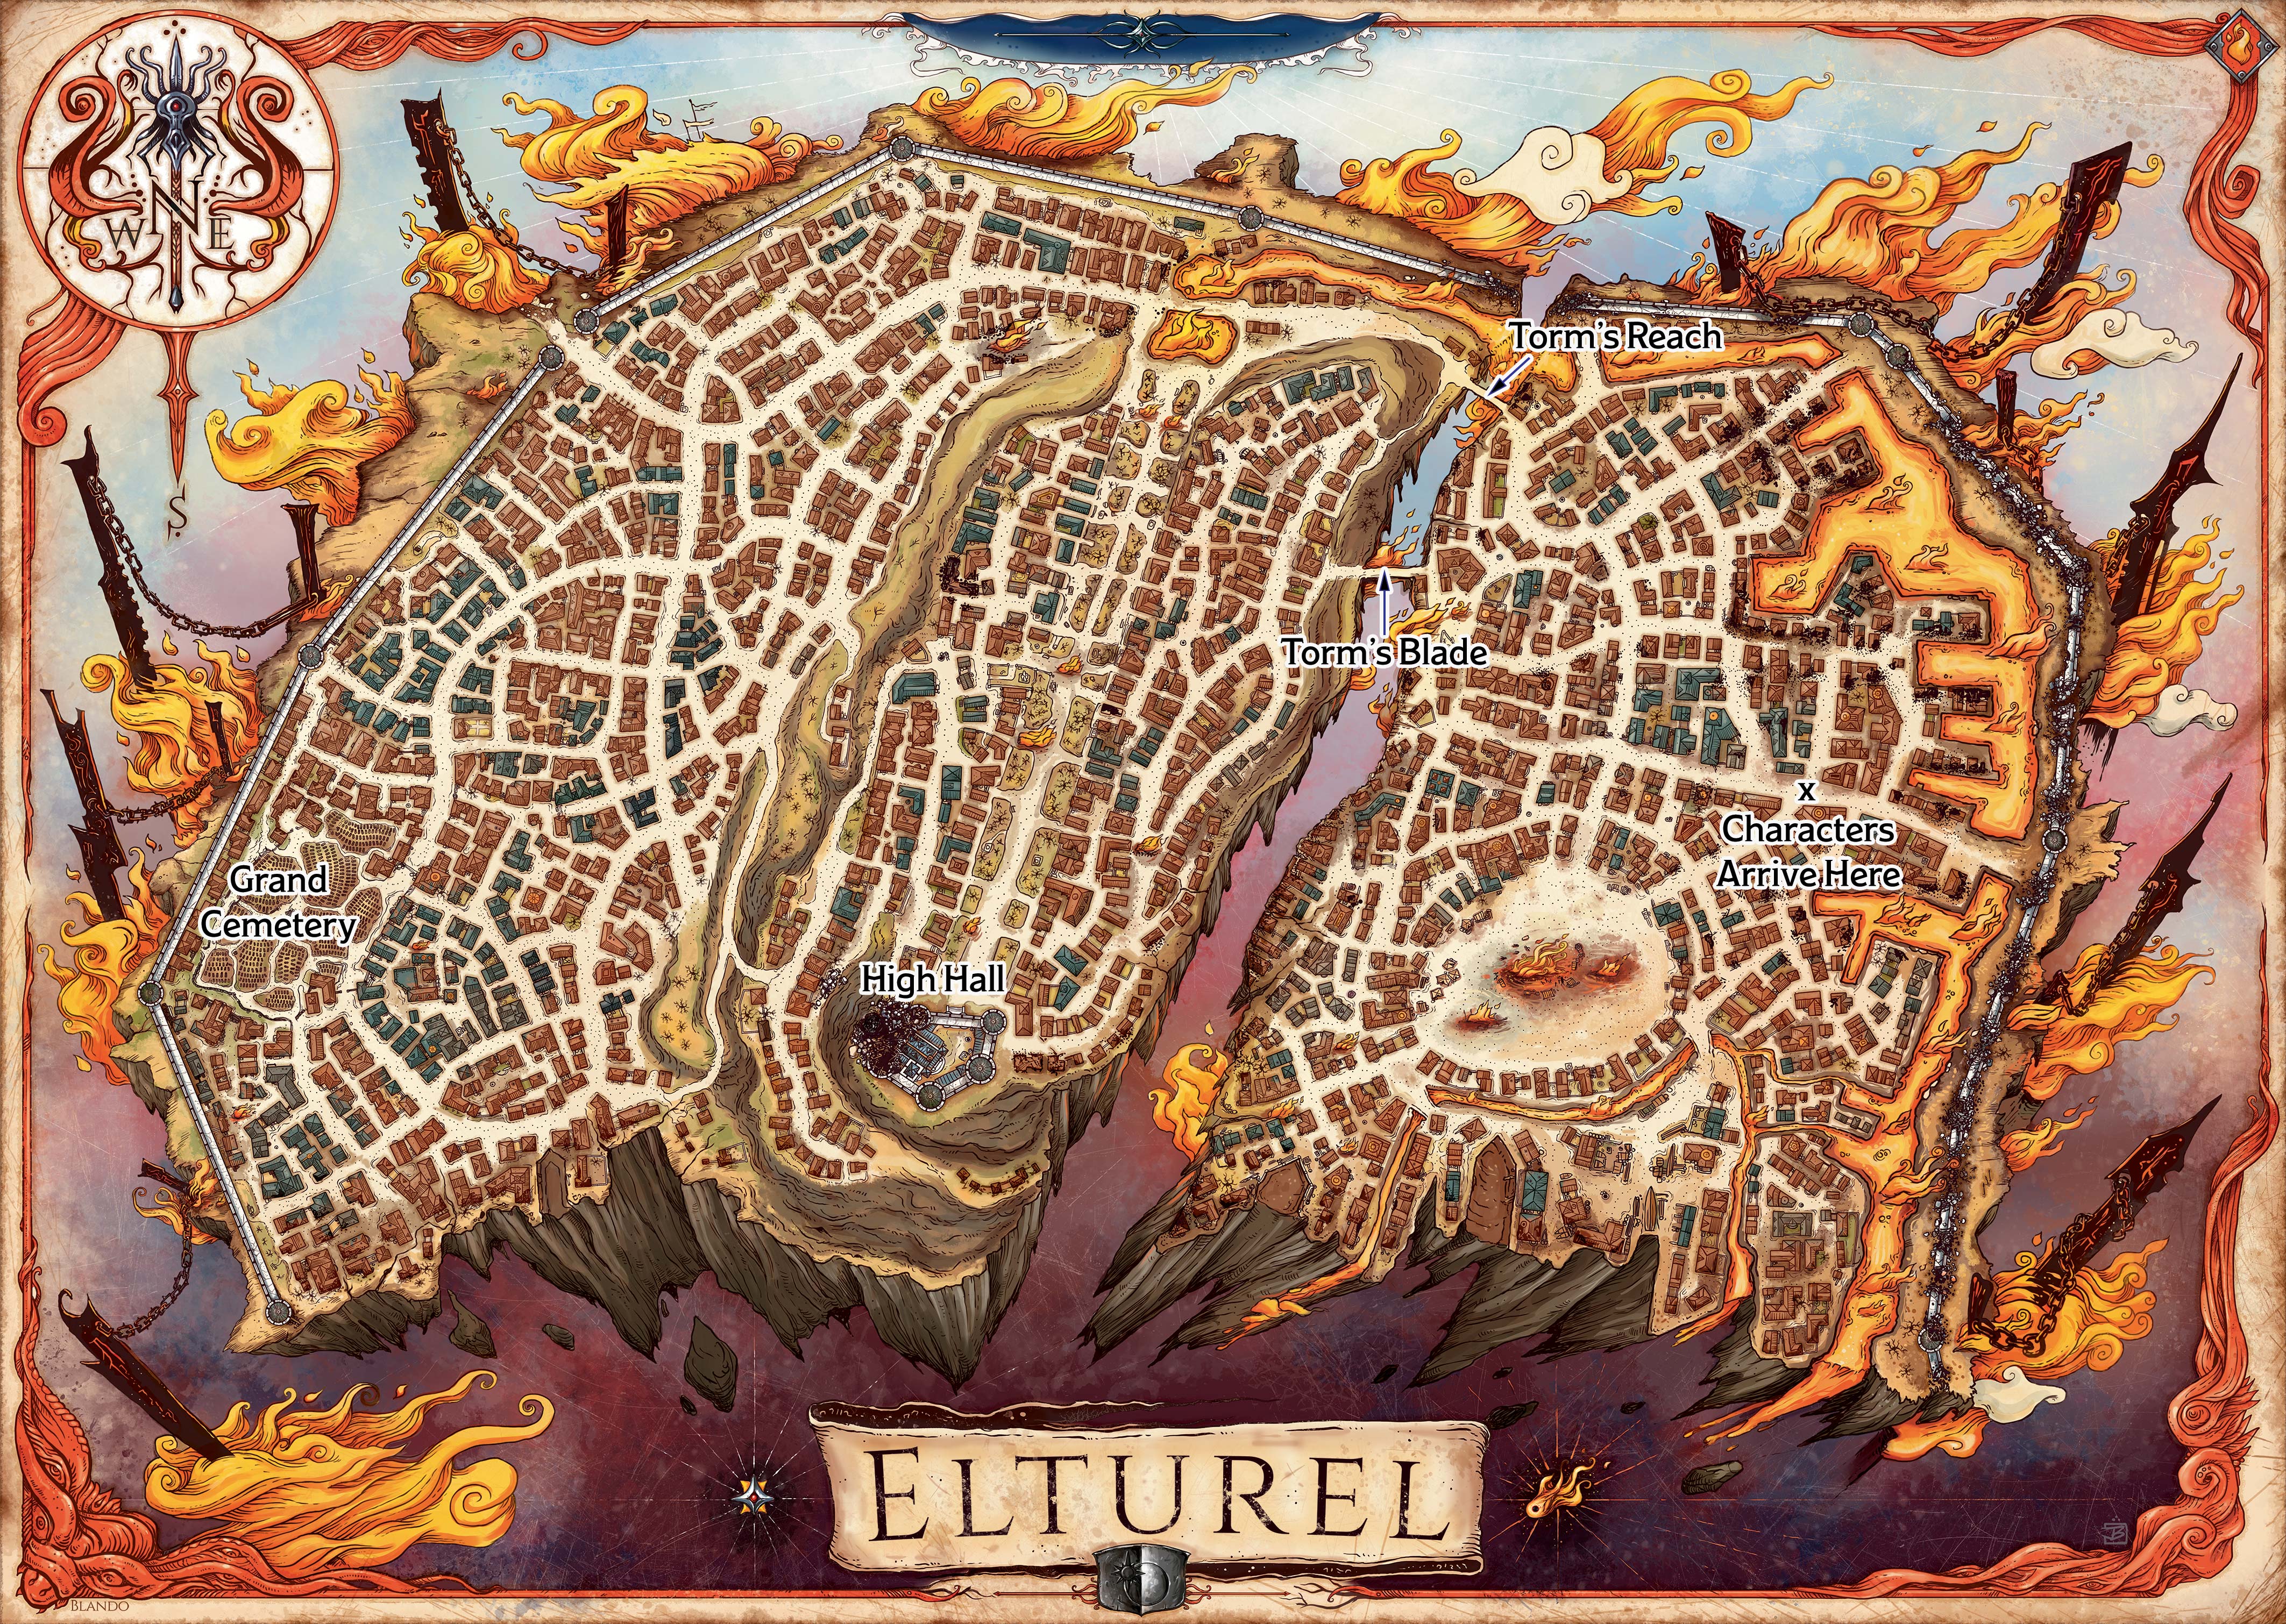 N
W E
S
Torm's Reach
Torm's Blade
x
Characters
Arrive Here
Grand
Cemetery
High Hall
ELTUREL
BLANDO